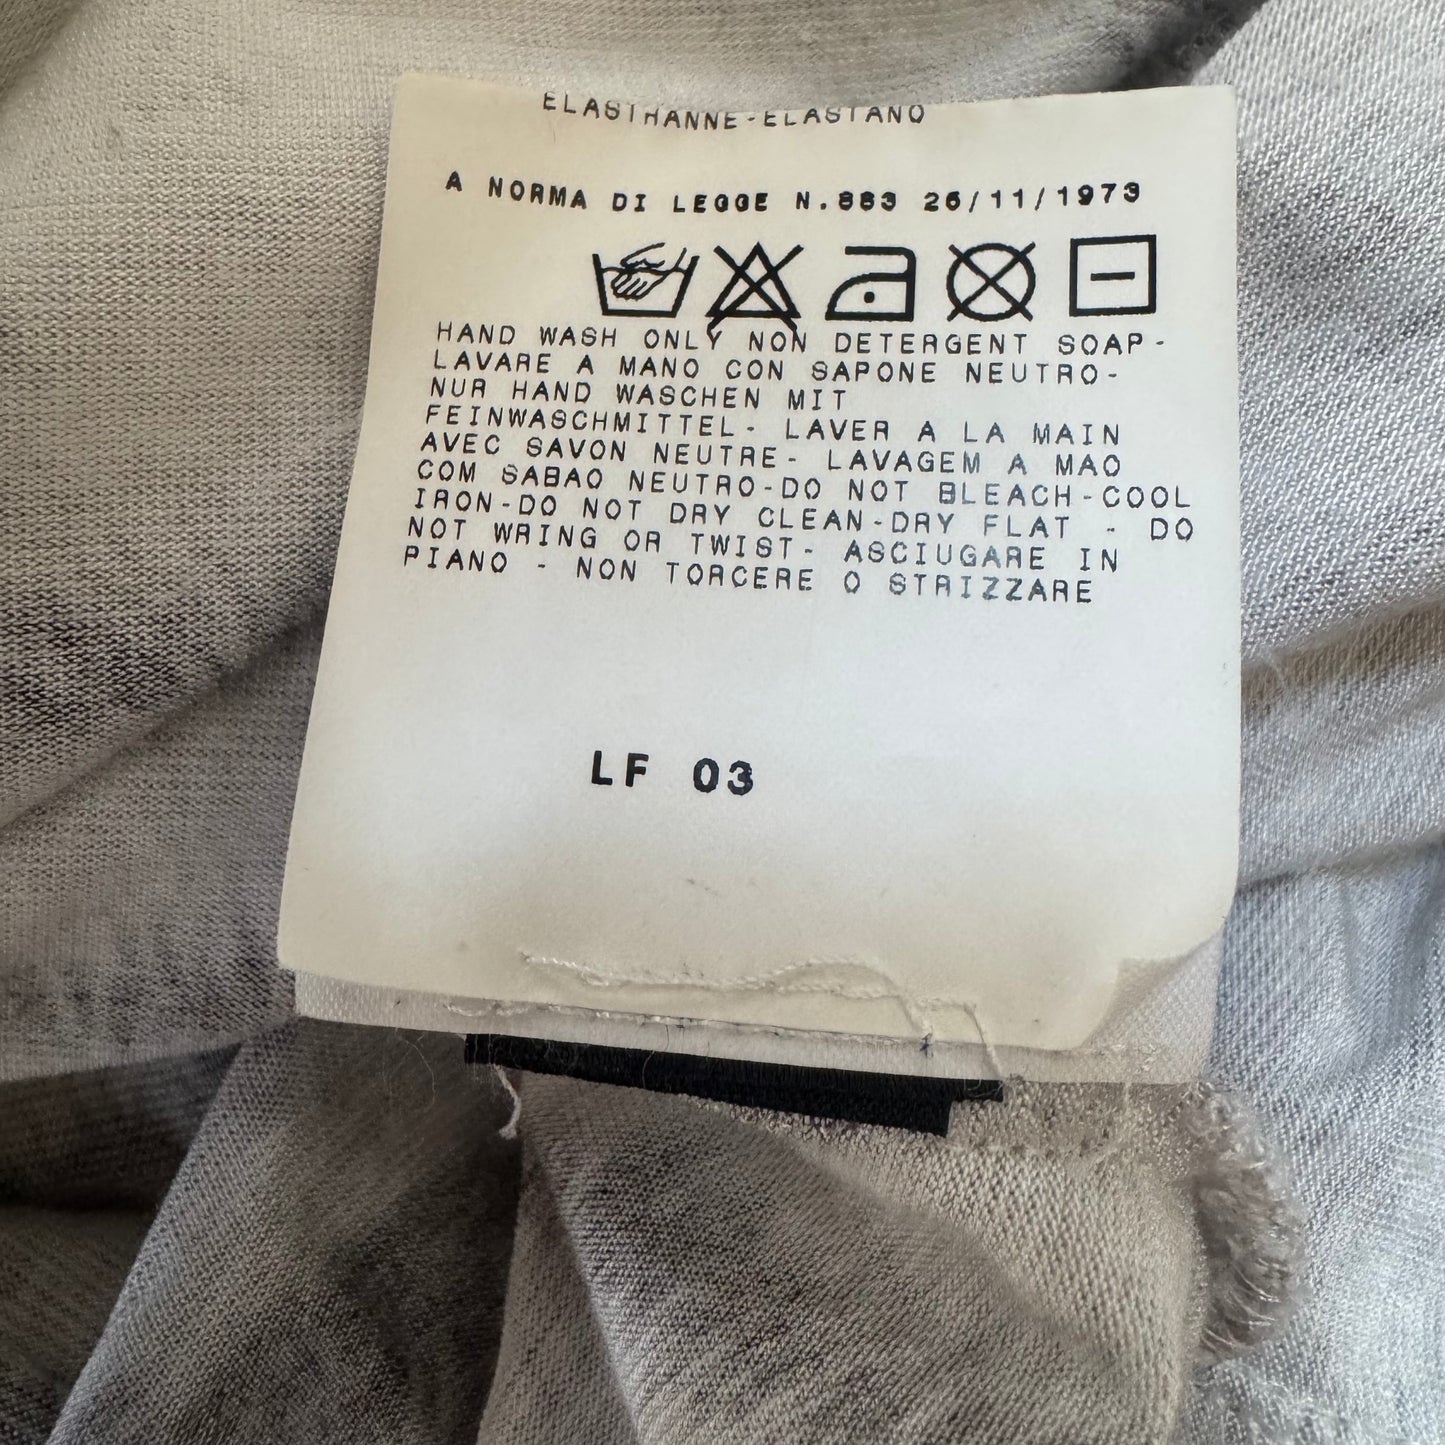 ELASTHANNE-ELASTANO
A NORMA DI LEGGE N.883 26/11/1973
HAND WASH ONLY NON DETERGENT SOAP-
LAVARE A MANO CON SAPONE NEUTRO-
NUR HAND WASCHEN MIT
FEINWASCHMITTEL- LAVER A LA MAIN
AVEC SAVON NEUTRE- LAVAGEM A MAO
COM SABAO NEUTRO-DO NOT BLEACH-COOL
IRON-DO NOT DRY CLEAN-DRY FLAT - DO
NOT WRING OR TWIST- ASCIUGARE IN
PIANO - NON TORCERE O STRIZZARE
LF 03